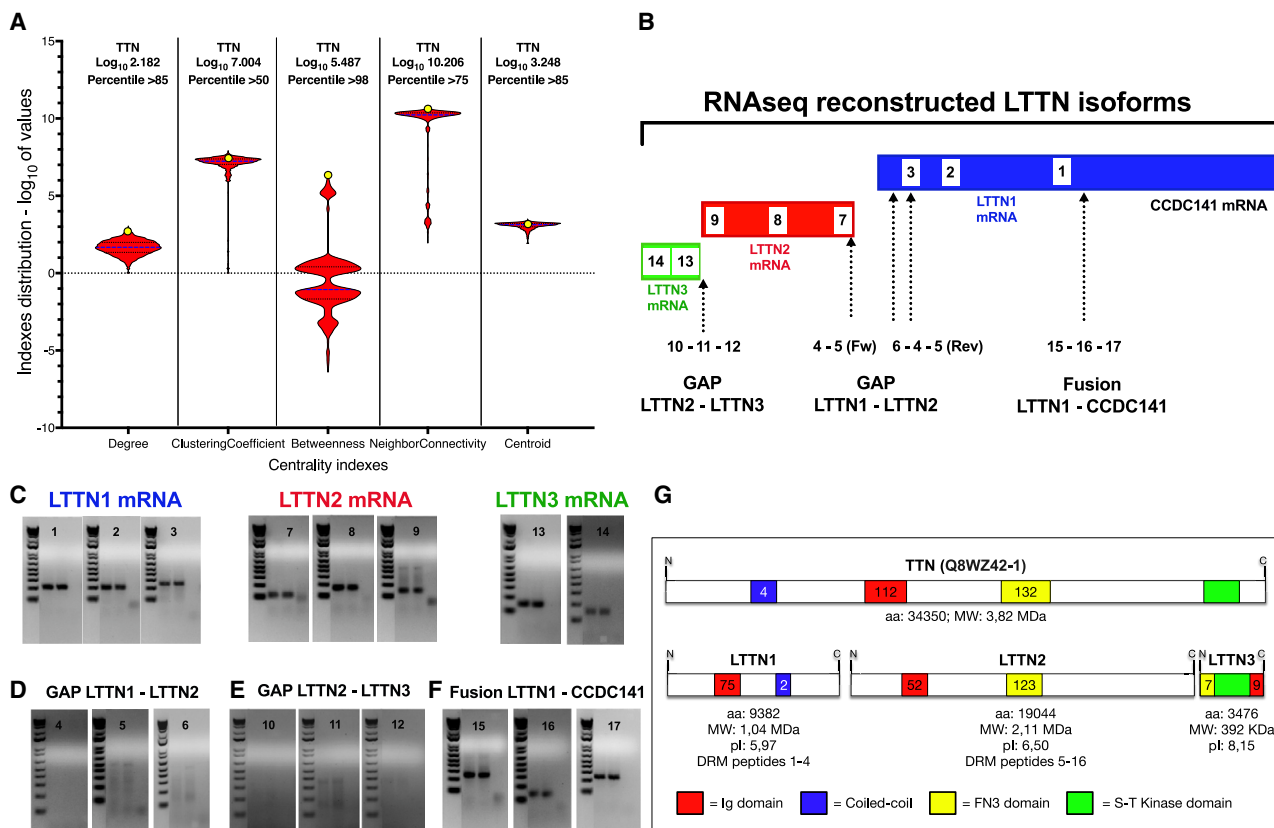 A
TTN
Log10 2.182
Percentile >85
TTN
Log10 7.004
Percentile >50
TTN
Log10 5.487
Percentile >98
TTN
Log10 10.206
Percentile >75
TTN
Log10 3.248
Percentile >85
Indexes distribution - log10 of values
15
10
5
0
-5
-10
Degree
ClusteringCoefficient
Betweenness
NeighborConnectivity
Centroid
Centrality indexes
B
RNAseq reconstructed LTTN isoforms
3
2
1
LTTN1
mRNA
CCDC141 mRNA
9
8
7
LTTN2
mRNA
14
13
LTTN3
mRNA
10 - 11 - 12
4 - 5 (Fw)
6 - 4 - 5 (Rev)
15 - 16 - 17
GAP
LTTN2 - LTTN3
GAP
LTTN1 - LTTN2
Fusion
LTTN1 - CCDC141
C
LTTN1 mRNA
1
2
3
LTTN2 mRNA
7
8
9
LTTN3 mRNA
13
14
D
GAP LTTN1 - LTTN2
4
5
6
E
GAP LTTN2 - LTTN3
10
11
12
F
Fusion LTTN1 - CCDC141
15
16
17
G
N
C
TTN (Q8WZ42-1)
4
112
132
aa: 34350; MW: 3,82 MDa
N
C
LTTN1
75
2
aa: 9382
MW: 1,04 MDa
pI: 5,97
DRM peptides 1-4
N
C
LTTN2
52
123
aa: 19044
MW: 2,11 MDa
pI: 6,50
DRM peptides 5-16
N
C
LTTN3
7
9
aa: 3476
MW: 392 KDa
pI: 8,15
= Ig domain
= Coiled-coil
= FN3 domain
= S-T Kinase domain